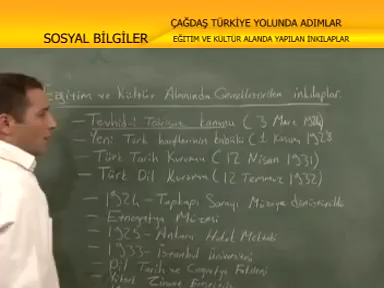 ÇAĞDAŞ TÜRKİYE YOLUNDA ADIMLAR
SOSYAL BİLGİLER
EĞİTİM VE KÜLTÜR ALANDA YAPILAN İNKILAPLAR
Eğitim ve Kültür Alanında Gerçekleştirilen inkılaplar.
- Tevhid-i Tedrisat kanunu (3 Mart 1924)
- Yeni Türk harflerinin kabulü (1 Kasım 1928
- Türk Tarih Kurumu (12 Nisan 1931)
- Türk Dil Kurumu (12 Temmuz 1932)
- 1924 - Topkapı Sarayı Müzeye dönüştürüldü
- Etnografya Müzesi
- 1925 - Ankara Hukuk Mektebi
- 1933 - İstanbul Üniversitesi
- Dil Tarih ve Coğrafya Fakültesi
- Yüksek Ziraat Enstitüsü